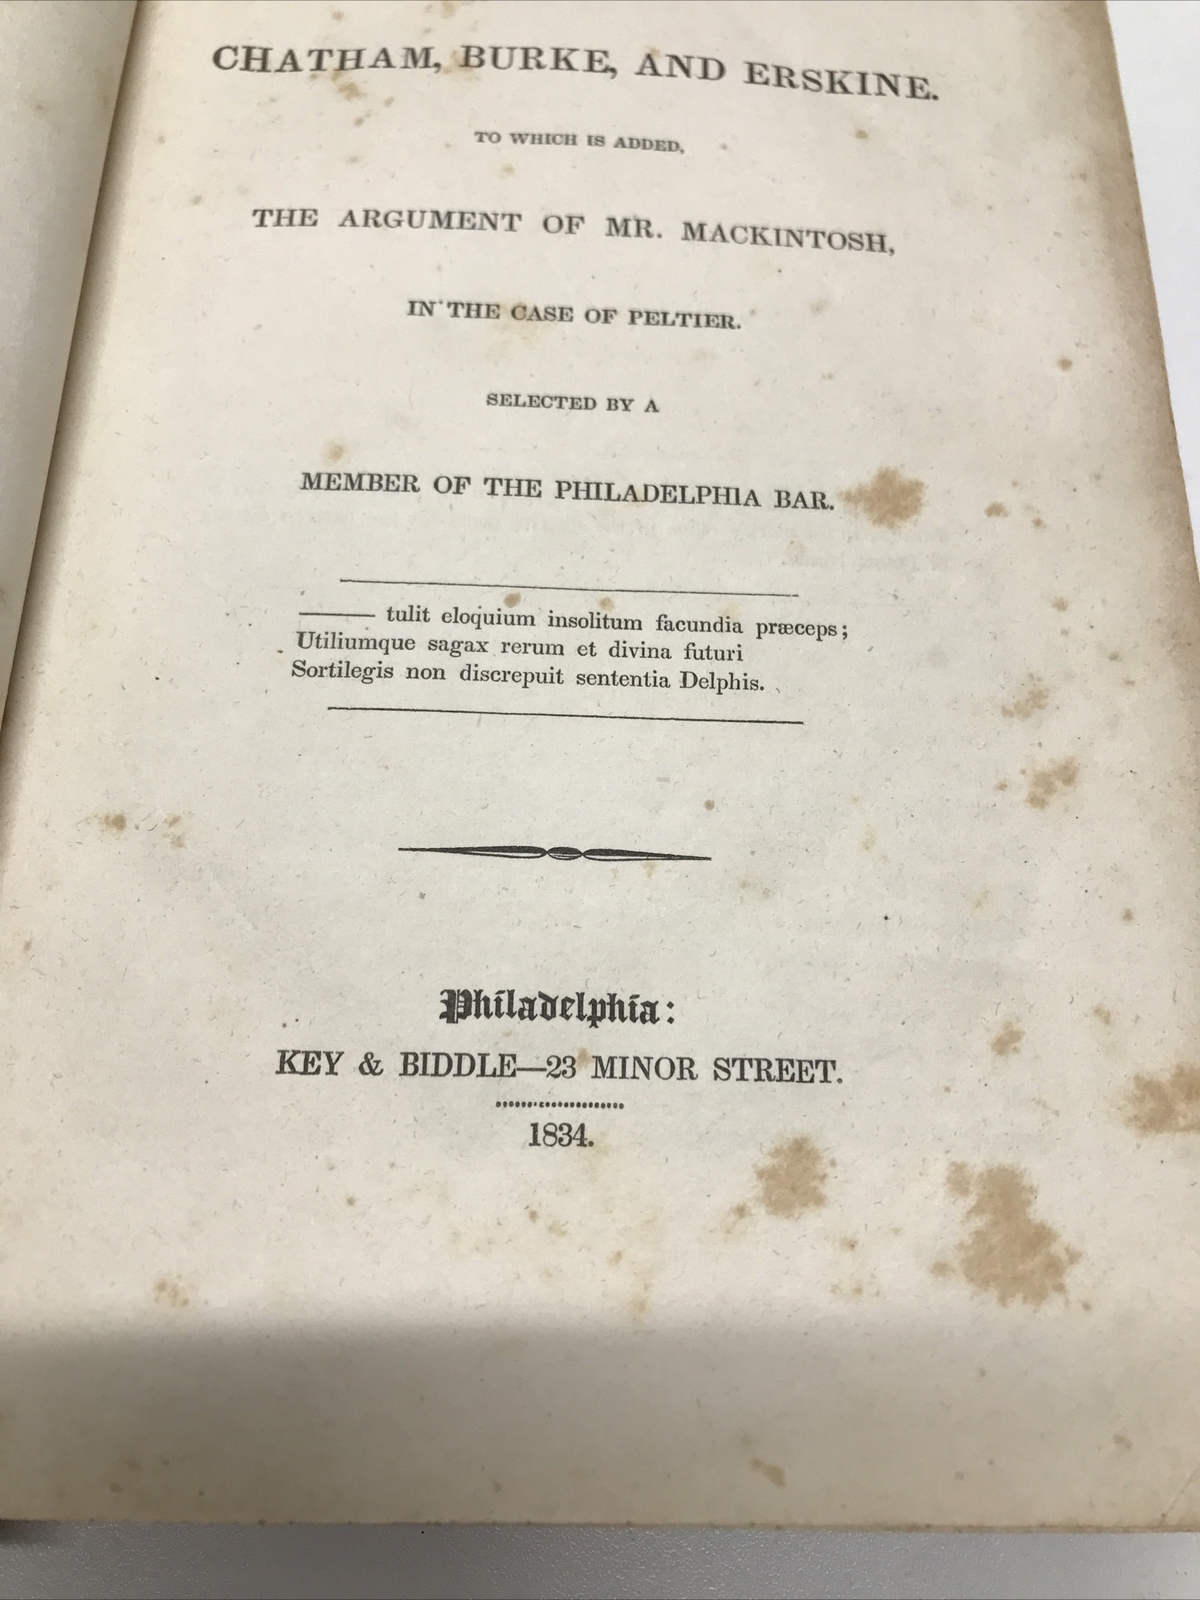 CHATHAM, BURKE, AND ERSKINE.
TO WHICH IS ADDED,
THE ARGUMENT OF MR. MACKINTOSH,
IN THE CASE OF PELTIER.
SELECTED BY A
MEMBER OF THE PHILADELPHIA BAR.
——— tulit eloquium insolitum facundia præceps;
Utiliumque sagax rerum et divina futuri
Sortilegis non discrepuit sententia Delphis.
Philadelphia:
KEY & BIDDLE—23 MINOR STREET.
1834.